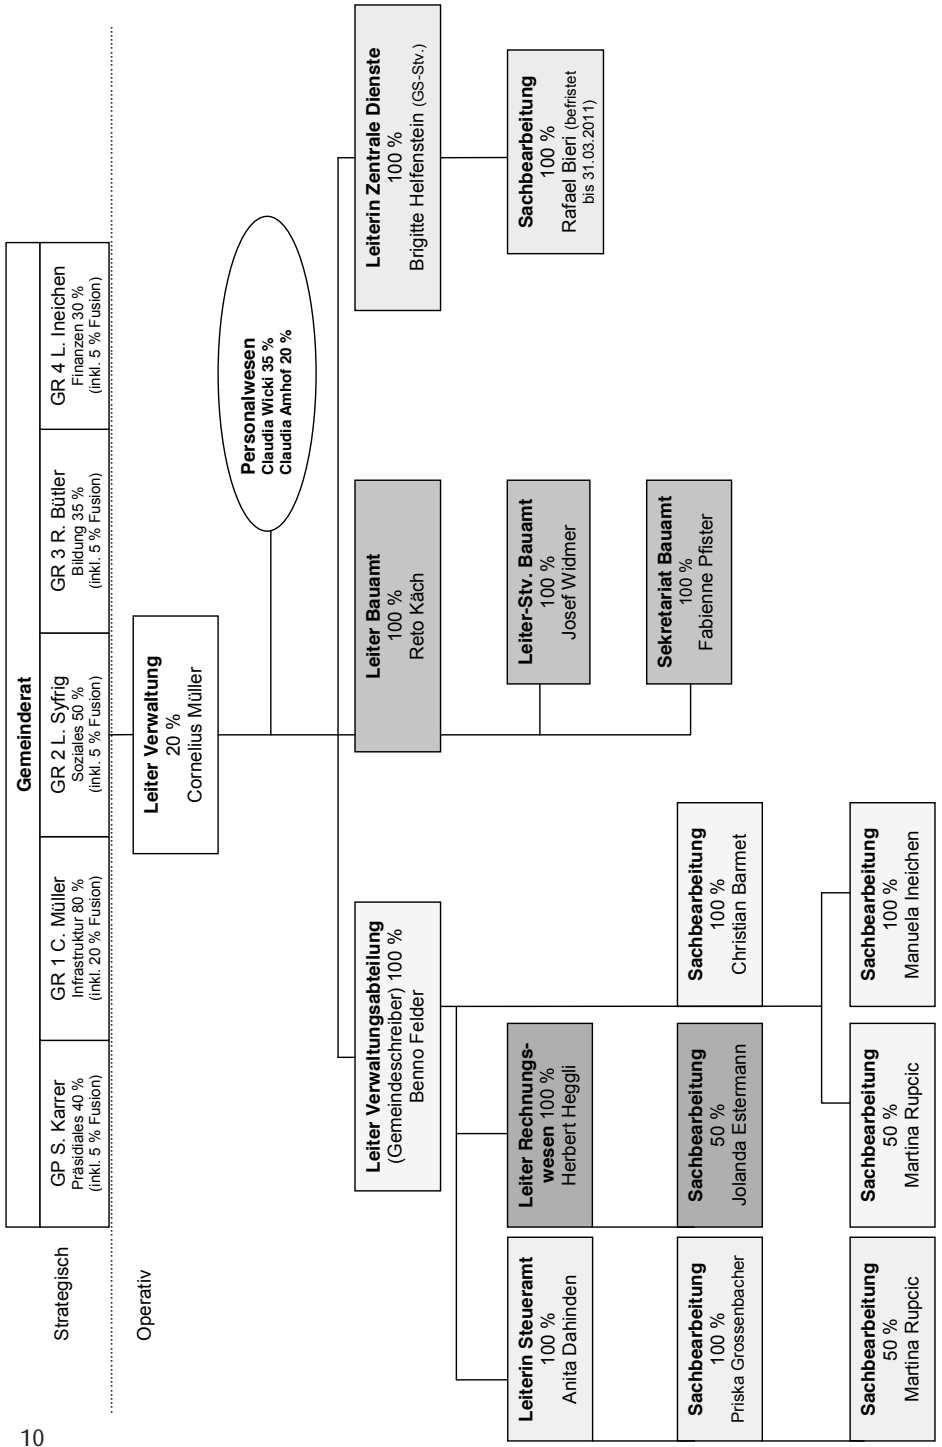 Gemeinderat
GP S. Karrer
Präsidiales 40 %
(inkl. 5 % Fusion)
GR 1 C. Müller
Infrastruktur 80 %
(inkl. 20 % Fusion)
GR 2 L. Syfrig
Soziales 50 %
(inkl. 5 % Fusion)
GR 3 R. Bütler
Bildung 35 %
(inkl. 5 % Fusion)
GR 4 L. Ineichen
Finanzen 30 %
(inkl. 5 % Fusion)
Strategisch
Operativ
Leiter Verwaltung
20 %
Cornelius Müller
Personalwesen
Claudia Wicki 35 %
Claudia Amhof 20 %
Leiter Verwaltungsabteilung
(Gemeindeschreiber) 100 %
Benno Felder
Leiter Bauamt
100 %
Reto Käch
Leiterin Zentrale Dienste
100 %
Brigitte Helfenstein (GS-Stv.)
Leiterin Steueramt
100 %
Anita Dahinden
Leiter Rechnungs-
wesen 100 %
Herbert Heggli
Leiter-Stv. Bauamt
100 %
Josef Widmer
Sachbearbeitung
100 %
Rafael Bieri (befristet
bis 31.03.2011)
Sachbearbeitung
100 %
Priska Grossenbacher
Sachbearbeitung
50 %
Jolanda Estermann
Sachbearbeitung
100 %
Christian Barmet
Sekretariat Bauamt
100 %
Fabienne Pfister
Sachbearbeitung
50 %
Martina Rupcic
Sachbearbeitung
50 %
Martina Rupcic
Sachbearbeitung
100 %
Manuela Ineichen
10